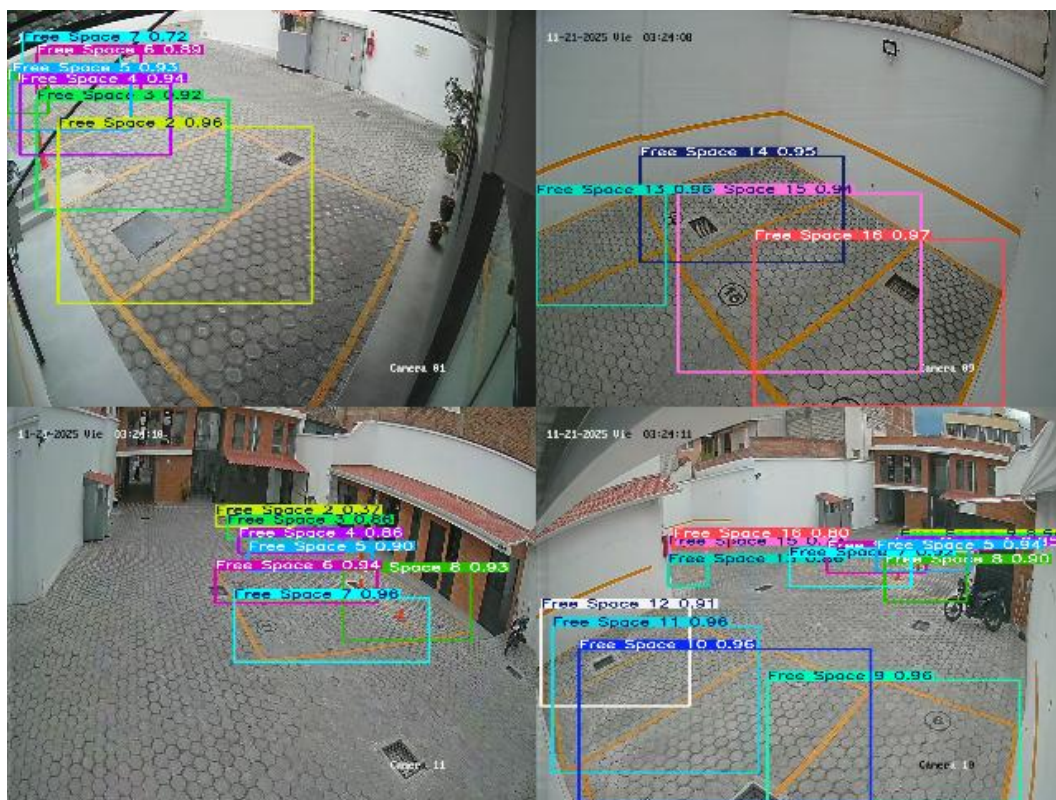 Free Space 7 0.72
Free Space 6 0.89
Free Space 5 0.93
Free Space 4 0.94
Free Space 3 0.92
Free Space 2 0.96
Camera 01
11-21-2025 Vie 03:24:08
Free Space 14 0.95
Free Space 13 0.96
Space 15 0.94
Free Space 16 0.97
16
Camera 09
03:24:10
Free Space 2 0.37
Free Space 3 0.86
Free Space 4 0.86
Free Space 5 0.90
Free Space 6 0.94
Space 8 0.93
Free Space 7 0.96
Camera 11
11-21-2025 Vie 03:24:11
Free Space 16 0.80
Free Space 5 0.94
Free Space 8 0.90
Free Space 12 0.91
Free Space 11 0.96
Free Space 10 0.96
Free Space 9 0.96
Camera 10